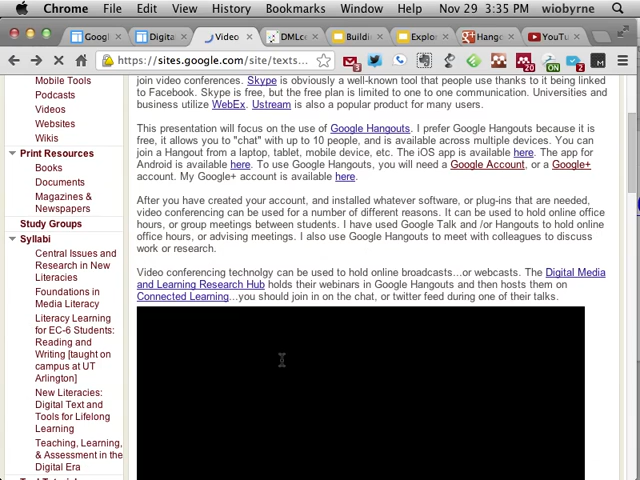 Chrome File Edit View History Bookmarks Window Help Nov 29 3:35 PM wiobyrne
Googl Digital Video DMLco Buildin Explor Hango YouTu
https://sites.google.com/site/texts...
Mobile Tools
Podcasts
Videos
Websites
Wikis
Print Resources
Books
Documents
Magazines &
Newspapers
Study Groups
Syllabi
Central Issues and
Research in New
Literacies
Foundations in
Media Literacy
Literacy Learning
for EC-6 Students:
Reading and
Writing [taught on
campus at UT
Arlington]
New Literacies:
Digital Text and
Tools for Lifelong
Learning
Teaching, Learning,
& Assessment in the
Digital Era
join video conferences. Skype is obviously a well-known tool that people use thanks to it being linked
to Facebook. Skype is free, but the free plan is limited to one to one communication. Universities and
business utilize WebEx. Ustream is also a popular product for many users.
This presentation will focus on the use of Google Hangouts. I prefer Google Hangouts because it is
free, it allows you to "chat" with up to 10 people, and is available across multiple devices. You can
join a Hangout from a laptop, tablet, mobile device, etc. The iOS app is available here. The app for
Android is available here. To use Google Hangouts, you will need a Google Account, or a Google+
account. My Google+ account is available here.
After you have created your account, and installed whatever software, or plug-ins that are needed,
video conferencing can be used for a number of different reasons. It can be used to hold online office
hours, or group meetings between students. I have used Google Talk and /or Hangouts to hold online
office hours, or advising meetings. I also use Google Hangouts to meet with colleagues to discuss
work or research.
Video conferencing technolgy can be used to hold online broadcasts...or webcasts. The Digital Media
and Learning Research Hub holds their webinars in Google Hangouts and then hosts them on
Connected Learning...you should join in on the chat, or twitter feed during one of their talks.